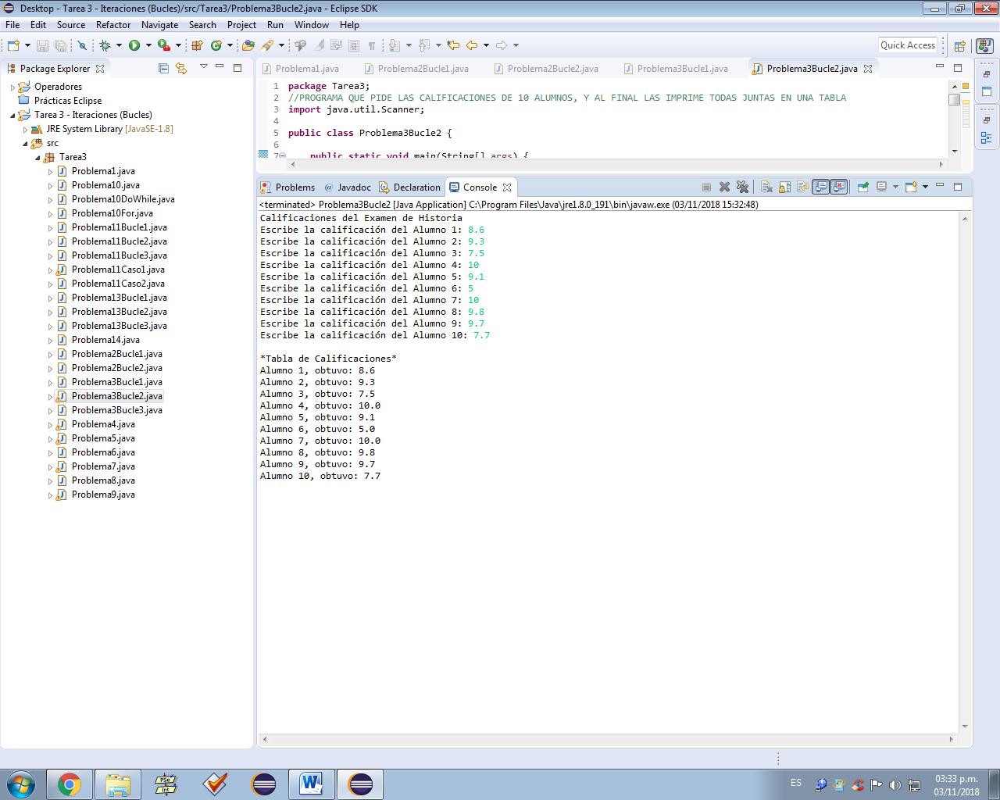 Desktop - Tarea 3 - Iteraciones (Bucles)/src/Tarea3/Problema3Bucle2.java - Eclipse SDK
File Edit Source Refactor Navigate Search Project Run Window Help
Quick Access
Package Explorer
Operadores
Prácticas Eclipse
Tarea 3 - Iteraciones (Bucles)
JRE System Library [JavaSE-1.8]
src
Tarea3
Problema1.java
Problema10.java
Problema10DoWhile.java
Problema10For.java
Problema11Bucle1.java
Problema11Bucle2.java
Problema11Bucle3.java
Problema11Caso1.java
Problema11Caso2.java
Problema13Bucle1.java
Problema13Bucle2.java
Problema13Bucle3.java
Problema14.java
Problema2Bucle1.java
Problema2Bucle2.java
Problema3Bucle1.java
Problema3Bucle2.java
Problema3Bucle3.java
Problema4.java
Problema5.java
Problema6.java
Problema7.java
Problema8.java
Problema9.java
Problema1.java Problema2Bucle1.java Problema2Bucle2.java Problema3Bucle1.java Problema3Bucle2.java
1 package Tarea3;
2 //PROGRAMA QUE PIDE LAS CALIFICACIONES DE 10 ALUMNOS, Y AL FINAL LAS IMPRIME TODAS JUNTAS EN UNA TABLA
3 import java.util.Scanner;
4
5 public class Problema3Bucle2 {
6
7 public static void main(String[] args) {
Problems @ Javadoc Declaration Console
<terminated> Problema3Bucle2 [Java Application] C:\Program Files\Java\jre1.8.0_191\bin\javaw.exe (03/11/2018 15:32:48)
Calificaciones del Examen de Historia
Escribe la calificación del Alumno 1: 8.6
Escribe la calificación del Alumno 2: 9.3
Escribe la calificación del Alumno 3: 7.5
Escribe la calificación del Alumno 4: 10
Escribe la calificación del Alumno 5: 9.1
Escribe la calificación del Alumno 6: 5
Escribe la calificación del Alumno 7: 10
Escribe la calificación del Alumno 8: 9.8
Escribe la calificación del Alumno 9: 9.7
Escribe la calificación del Alumno 10: 7.7
*Tabla de Calificaciones*
Alumno 1, obtuvo: 8.6
Alumno 2, obtuvo: 9.3
Alumno 3, obtuvo: 7.5
Alumno 4, obtuvo: 10.0
Alumno 5, obtuvo: 9.1
Alumno 6, obtuvo: 5.0
Alumno 7, obtuvo: 10.0
Alumno 8, obtuvo: 9.8
Alumno 9, obtuvo: 9.7
Alumno 10, obtuvo: 7.7
PSe
Int
W
ES
03:33 p.m.
03/11/2018